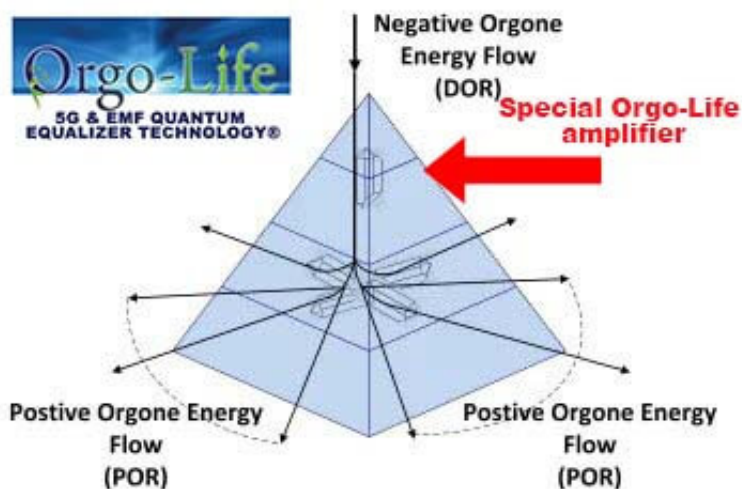 Orgo-Life
5G & EMF QUANTUM
EQUALIZER TECHNOLOGY®
Negative Orgone
Energy Flow
(DOR)
Special Orgo-Life
amplifier
Postive Orgone Energy
Flow
(POR)
Postive Orgone Energy
Flow
(POR)